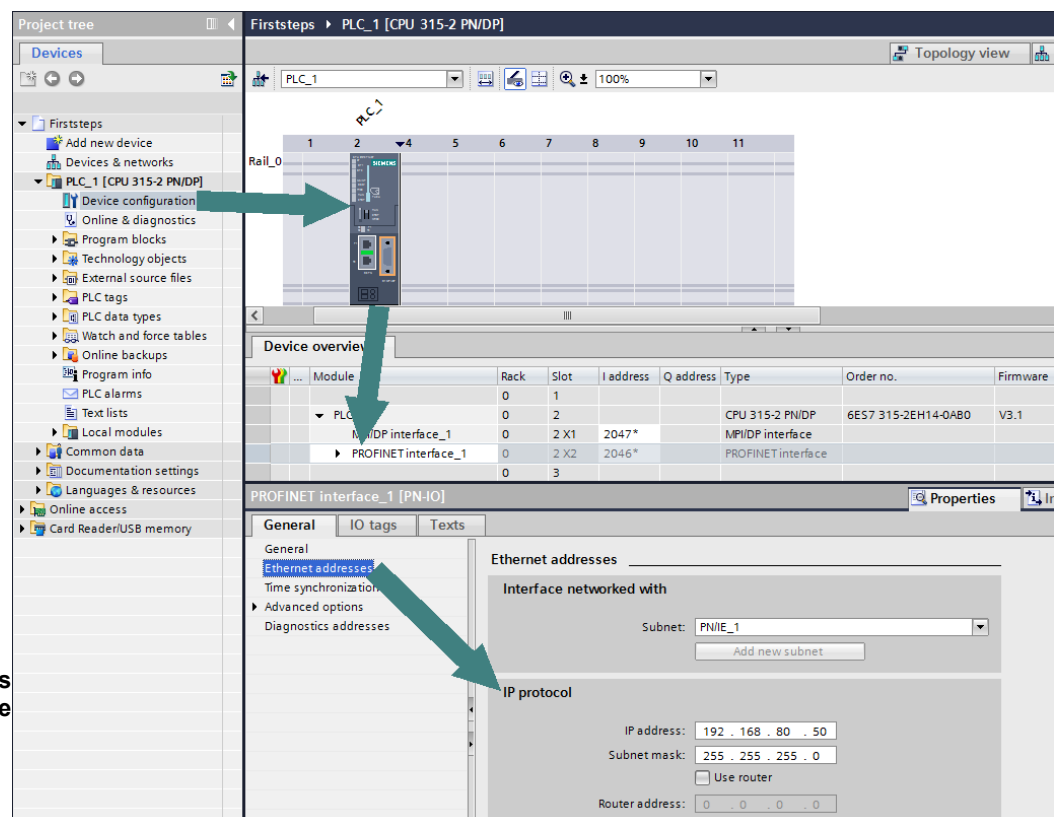 Project tree
Firststeps PLC_1 [CPU 315-2 PN/DP]
Devices
Topology view
PLC_1 100%
Firststeps
Add new device
Devices & networks
PLC_1 [CPU 315-2 PN/DP]
Device configuration
Online & diagnostics
Program blocks
Technology objects
External source files
PLC tags
PLC data types
Watch and force tables
Online backups
Program info
PLC alarms
Text lists
Local modules
Common data
Documentation settings
Languages & resources
Online access
Card Reader/USB memory
s
e
PLC_1
1 2 4 5 6 7 8 9 10 11
Rail_0
SIEMENS
Device overview
... Module Rack Slot I address Q address Type Order no. Firmware
0 1
0 2 CPU 315-2 PN/DP 6ES7 315-2EH14-0AB0 V3.1
interface_1 0 2 X1 2047* MPI/DP interface
PROFINET interface_1 0 2 X2 2046* PROFINET interface
0 3
PROFINET interface_1 [PN-IO]
Properties
General IO tags Texts
General
Ethernet addresses
Time synchronization
Advanced options
Diagnostics addresses
Ethernet addresses
Interface networked with
Subnet: PN/IE_1
Add new subnet
IP protocol
IP address: 192 . 168 . 80 . 50
Subnet mask: 255 . 255 . 255 . 0
Use router
Router address: 0 . 0 . 0 . 0